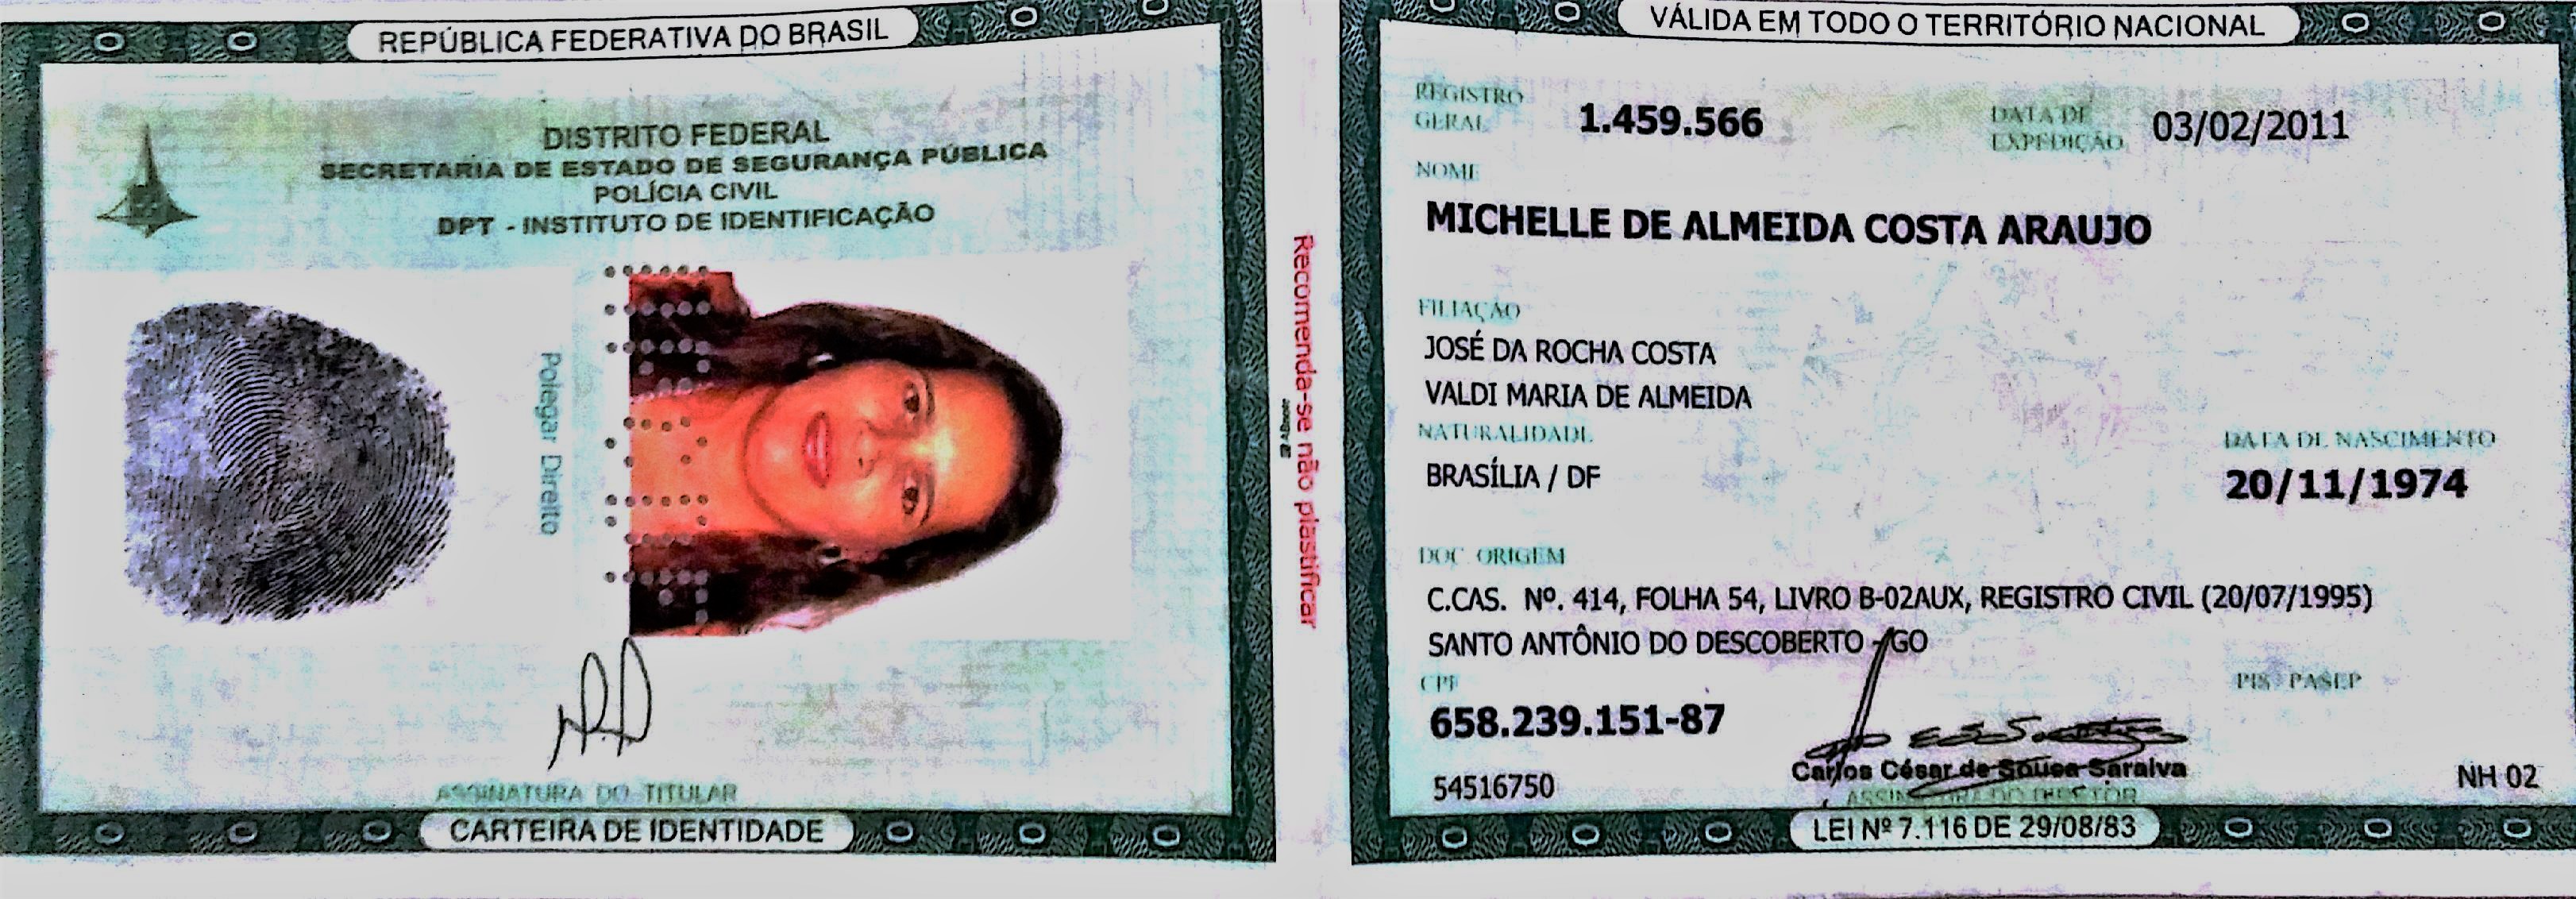 REPÚBLICA FEDERATIVA DO BRASIL
DISTRITO FEDERAL
SECRETARIA DE ESTADO DE SEGURANÇA PÚBLICA
POLÍCIA CIVIL
DPT - INSTITUTO DE IDENTIFICAÇÃO
Polegar Direito
ASSINATURA DO TITULAR
CARTEIRA DE IDENTIDADE
Recomenda-se não plastificar
VÁLIDA EM TODO O TERRITÓRIO NACIONAL
REGISTRO GERAL 1.459.566 DATA DE EXPEDIÇÃO 03/02/2011
NOME
MICHELLE DE ALMEIDA COSTA ARAUJO
FILIAÇÃO
JOSÉ DA ROCHA COSTA
VALDI MARIA DE ALMEIDA
NATURALIDADE DATA DE NASCIMENTO
BRASÍLIA / DF 20/11/1974
DOC ORIGEM
C.CAS. Nº. 414, FOLHA 54, LIVRO B-02AUX, REGISTRO CIVIL (20/07/1995)
SANTO ANTÔNIO DO DESCOBERTO -GO
CPF PIS PASEP
658.239.151-87
Carlos César de Sousa Saraiva
54516750 NH 02
ASSINATURA DO DIRETOR
LEI Nº 7.116 DE 29/08/83